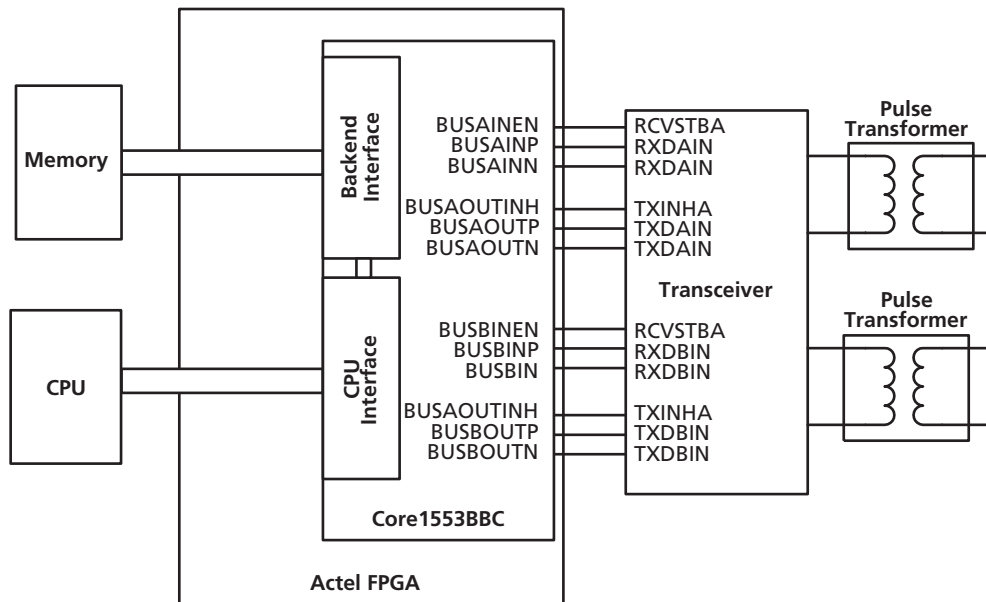 Memory
CPU
Backend
Interface
CPU
Interface
BUSAINEN
BUSAINP
BUSAINN
BUSAOUTINH
BUSAOUTP
BUSAOUTN
BUSBINEN
BUSBINP
BUSBIN
BUSAOUTINH
BUSBOUTP
BUSBOUTN
Core1553BBC
Actel FPGA
RCVSTBA
RXDAIN
RXDAIN
TXINHA
TXDAIN
TXDAIN
Transceiver
RCVSTBA
RXDBIN
RXDBIN
TXINHA
TXDBIN
TXDBIN
Pulse
Transformer
Pulse
Transformer